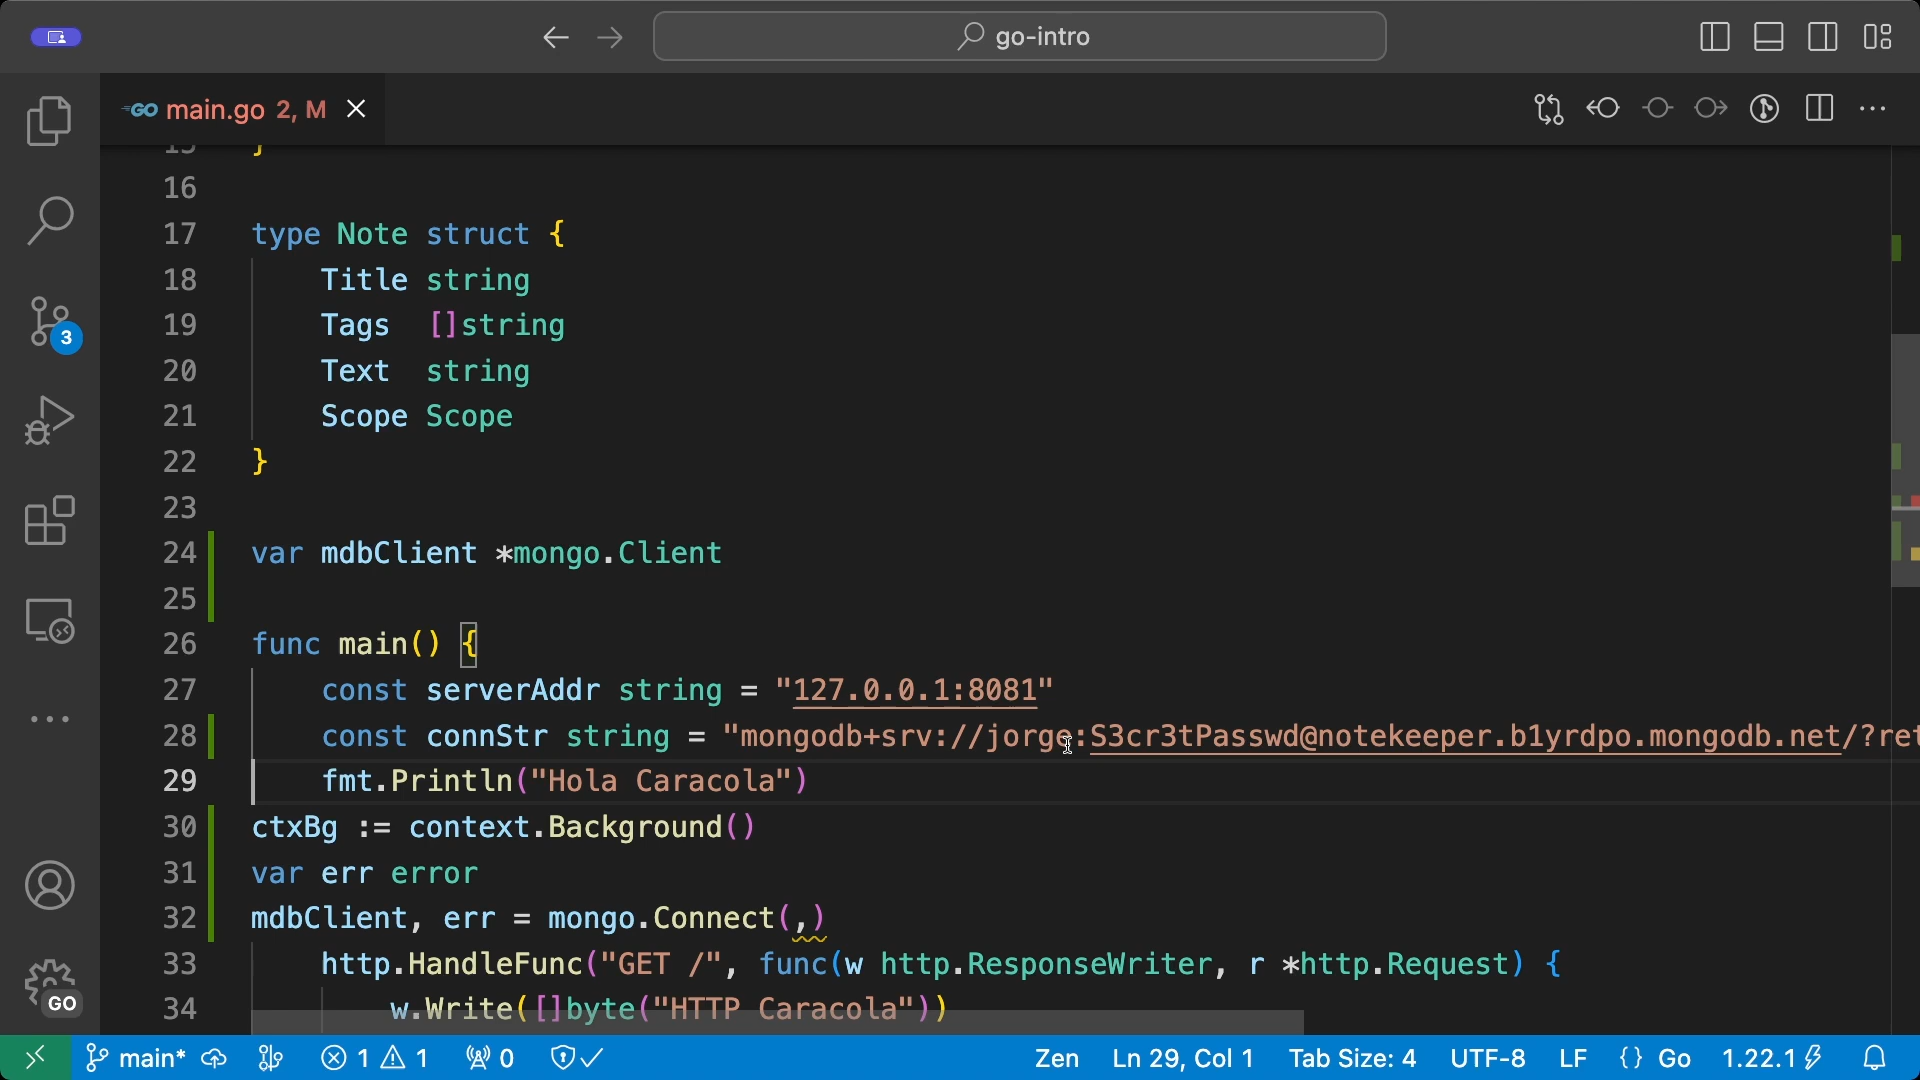 go-intro
GO main.go 2, M
15 }
16
17 type Note struct {
18 Title string
19 Tags []string
20 Text string
21 Scope Scope
22 }
23
24 var mdbClient *mongo.Client
25
26 func main() {
27 const serverAddr string = "127.0.0.1:8081"
28 const connStr string = "mongodb+srv://jorge:S3cr3tPasswd@notekeeper.b1yrdpo.mongodb.net/?ret
29 fmt.Println("Hola Caracola")
30 ctxBg := context.Background()
31 var err error
32 mdbClient, err = mongo.Connect(,)
33 http.HandleFunc("GET /", func(w http.ResponseWriter, r *http.Request) {
34 w.Write([]byte("HTTP Caracola"))
3
GO
main* 1 1 0 Zen Ln 29, Col 1 Tab Size: 4 UTF-8 LF {} Go 1.22.1